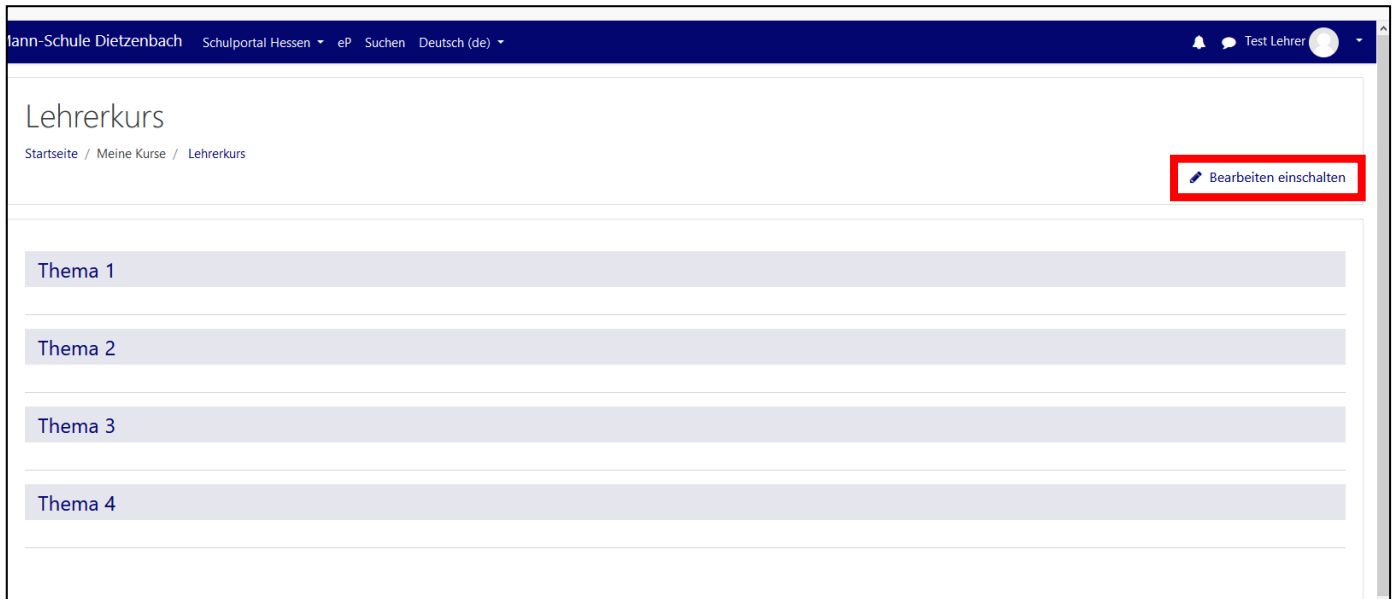 Mann-Schule Dietzenbach Schulportal Hessen eP Suchen Deutsch (de) Test Lehrer
Lehrerkurs
Startseite / Meine Kurse / Lehrerkurs
Bearbeiten einschalten
Thema 1
Thema 2
Thema 3
Thema 4